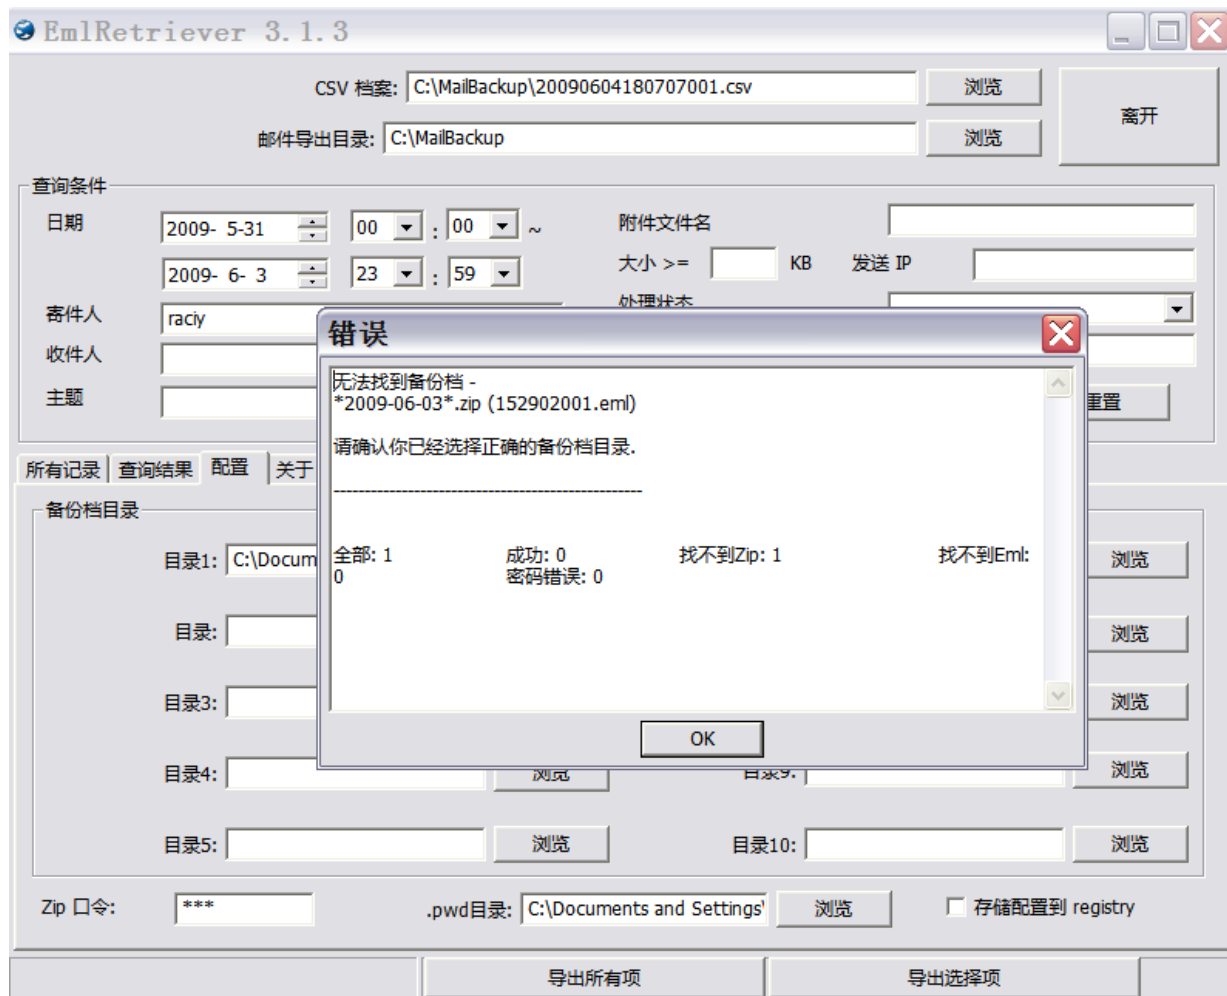 EmlRetriever 3.1.3
CSV 档案: C:\MailBackup\20090604180707001.csv 浏览
离开
邮件导出目录: C:\MailBackup 浏览
查询条件
日期 2009- 5-31 00 : 00 ~ 附件文件名
2009- 6- 3 23 : 59 大小 >= KB 发送 IP
处理状态
寄件人 raciy
收件人
主题 重置
错误
无法找到备份档 -
*2009-06-03*.zip (152902001.eml)
请确认你已经选择正确的备份档目录.
--------------------------------------------------
全部: 1 成功: 0 找不到Zip: 1 找不到Eml:
0 密码错误: 0
OK
所有记录 查询结果 配置 关于
备份档目录
目录1: C:\Docum 浏览
目录: 浏览
目录3: 浏览
目录4: 浏览 目录9: 浏览
目录5: 浏览 目录10: 浏览
Zip 口令: *** .pwd目录: C:\Documents and Settings\ 浏览 存储配置到 registry
导出所有项 导出选择项